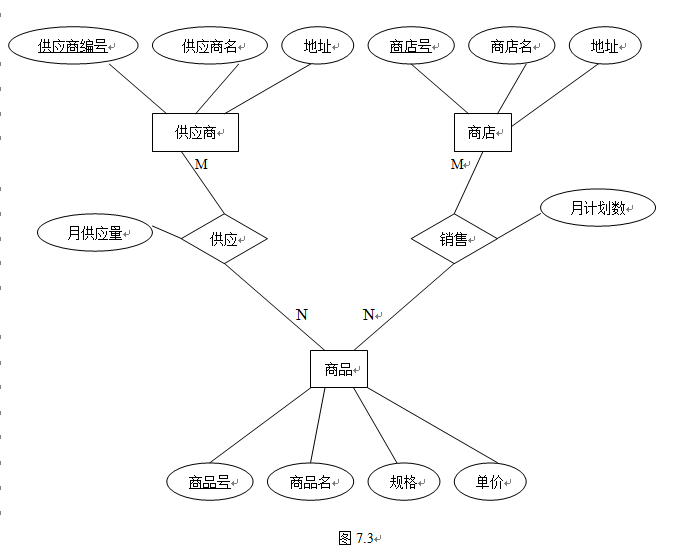 供应商编号
供应商名
地址
商店号
商店名
地址
供应商
商店
M
M
月计划数
月供应量
供应
销售
N
N
商品
商品号
商品名
规格
单价
图 7.3